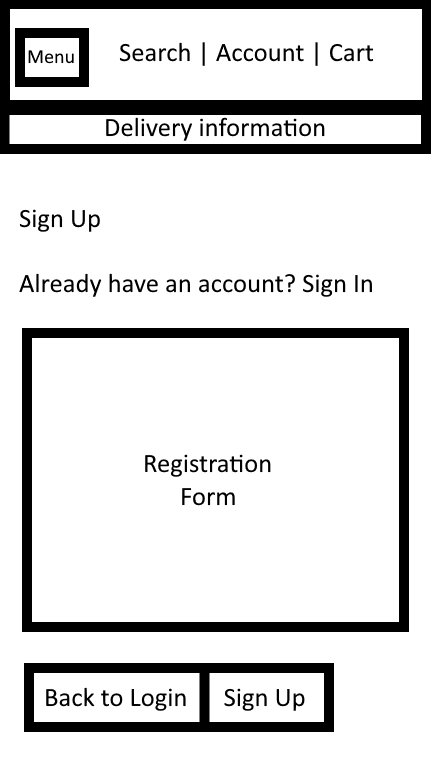 Menu
Search | Account | Cart
Delivery information
Sign Up
Already have an account? Sign In
Registration
Form
Back to Login
Sign Up